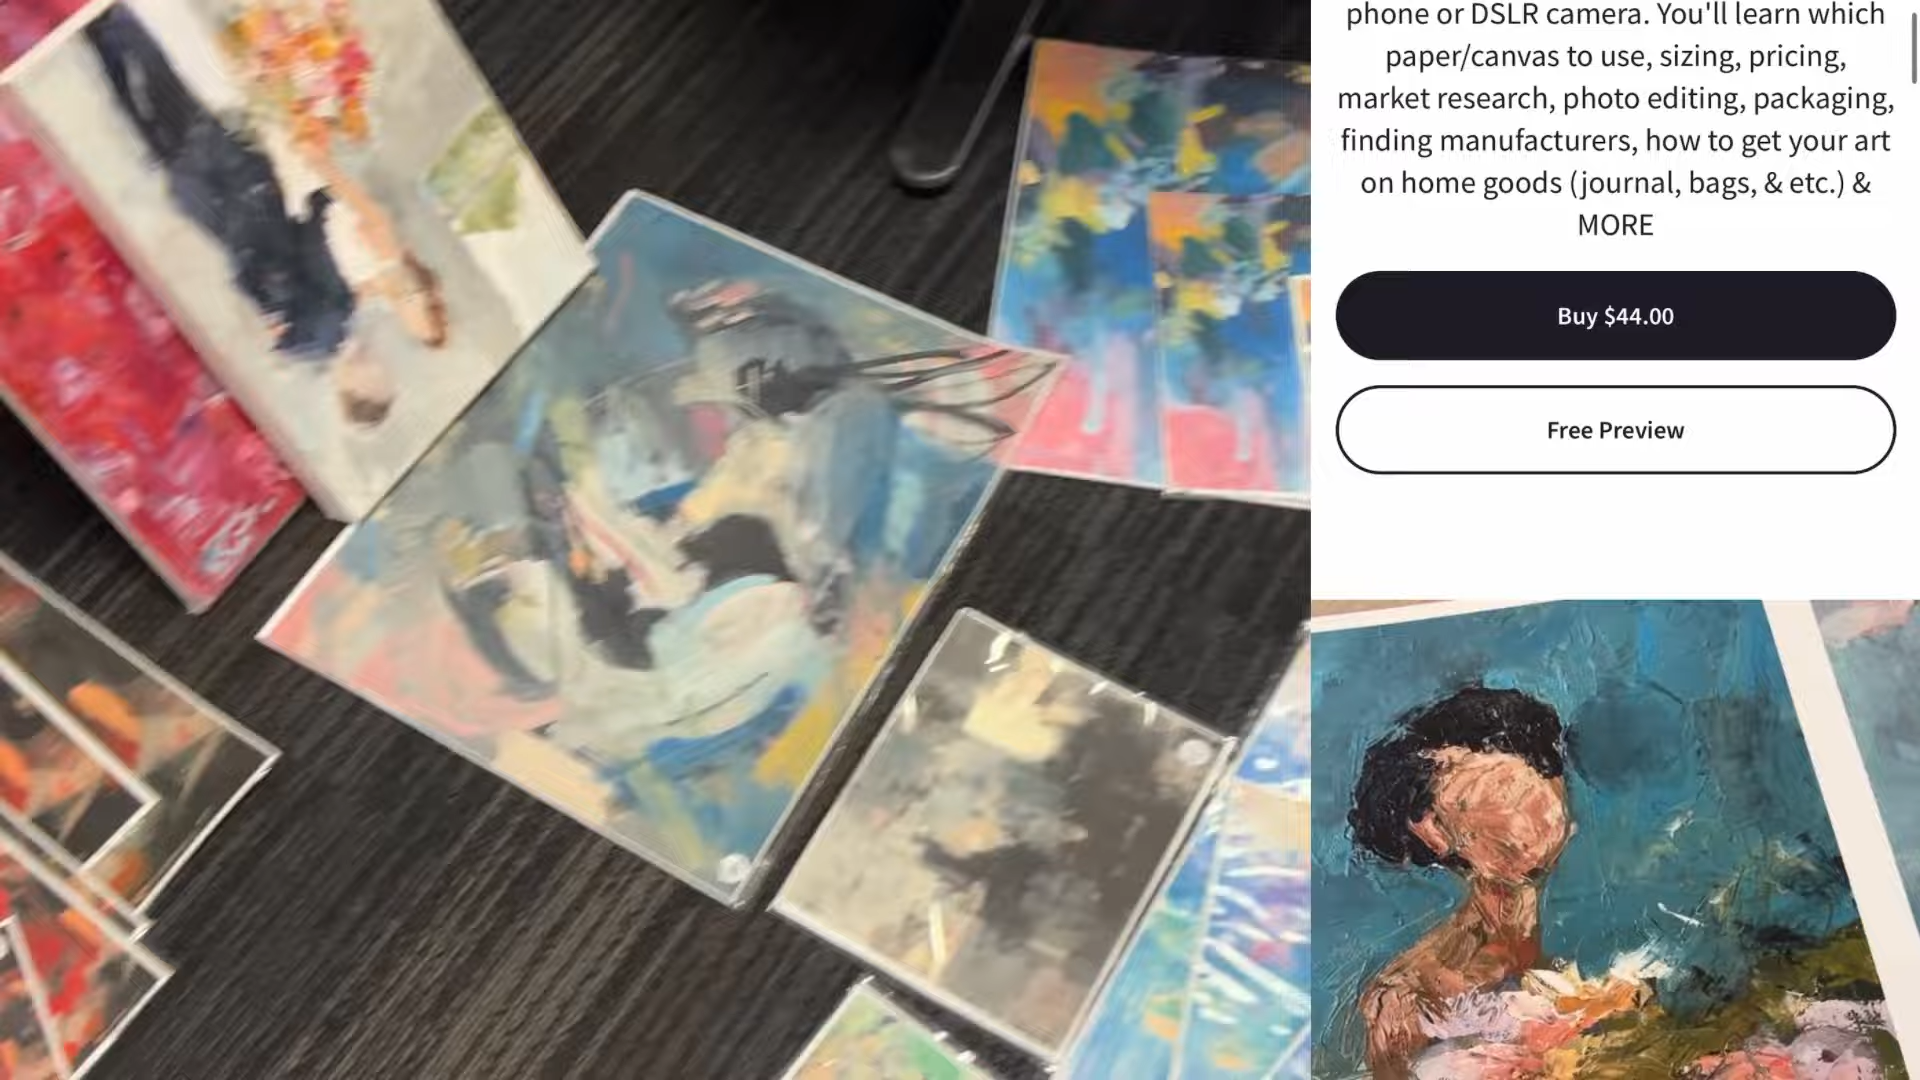 phone or DSLR camera. You'll learn which
paper/canvas to use, sizing, pricing,
market research, photo editing, packaging,
finding manufacturers, how to get your art
on home goods (journal, bags, & etc.) &
MORE
Buy $44.00
Free Preview